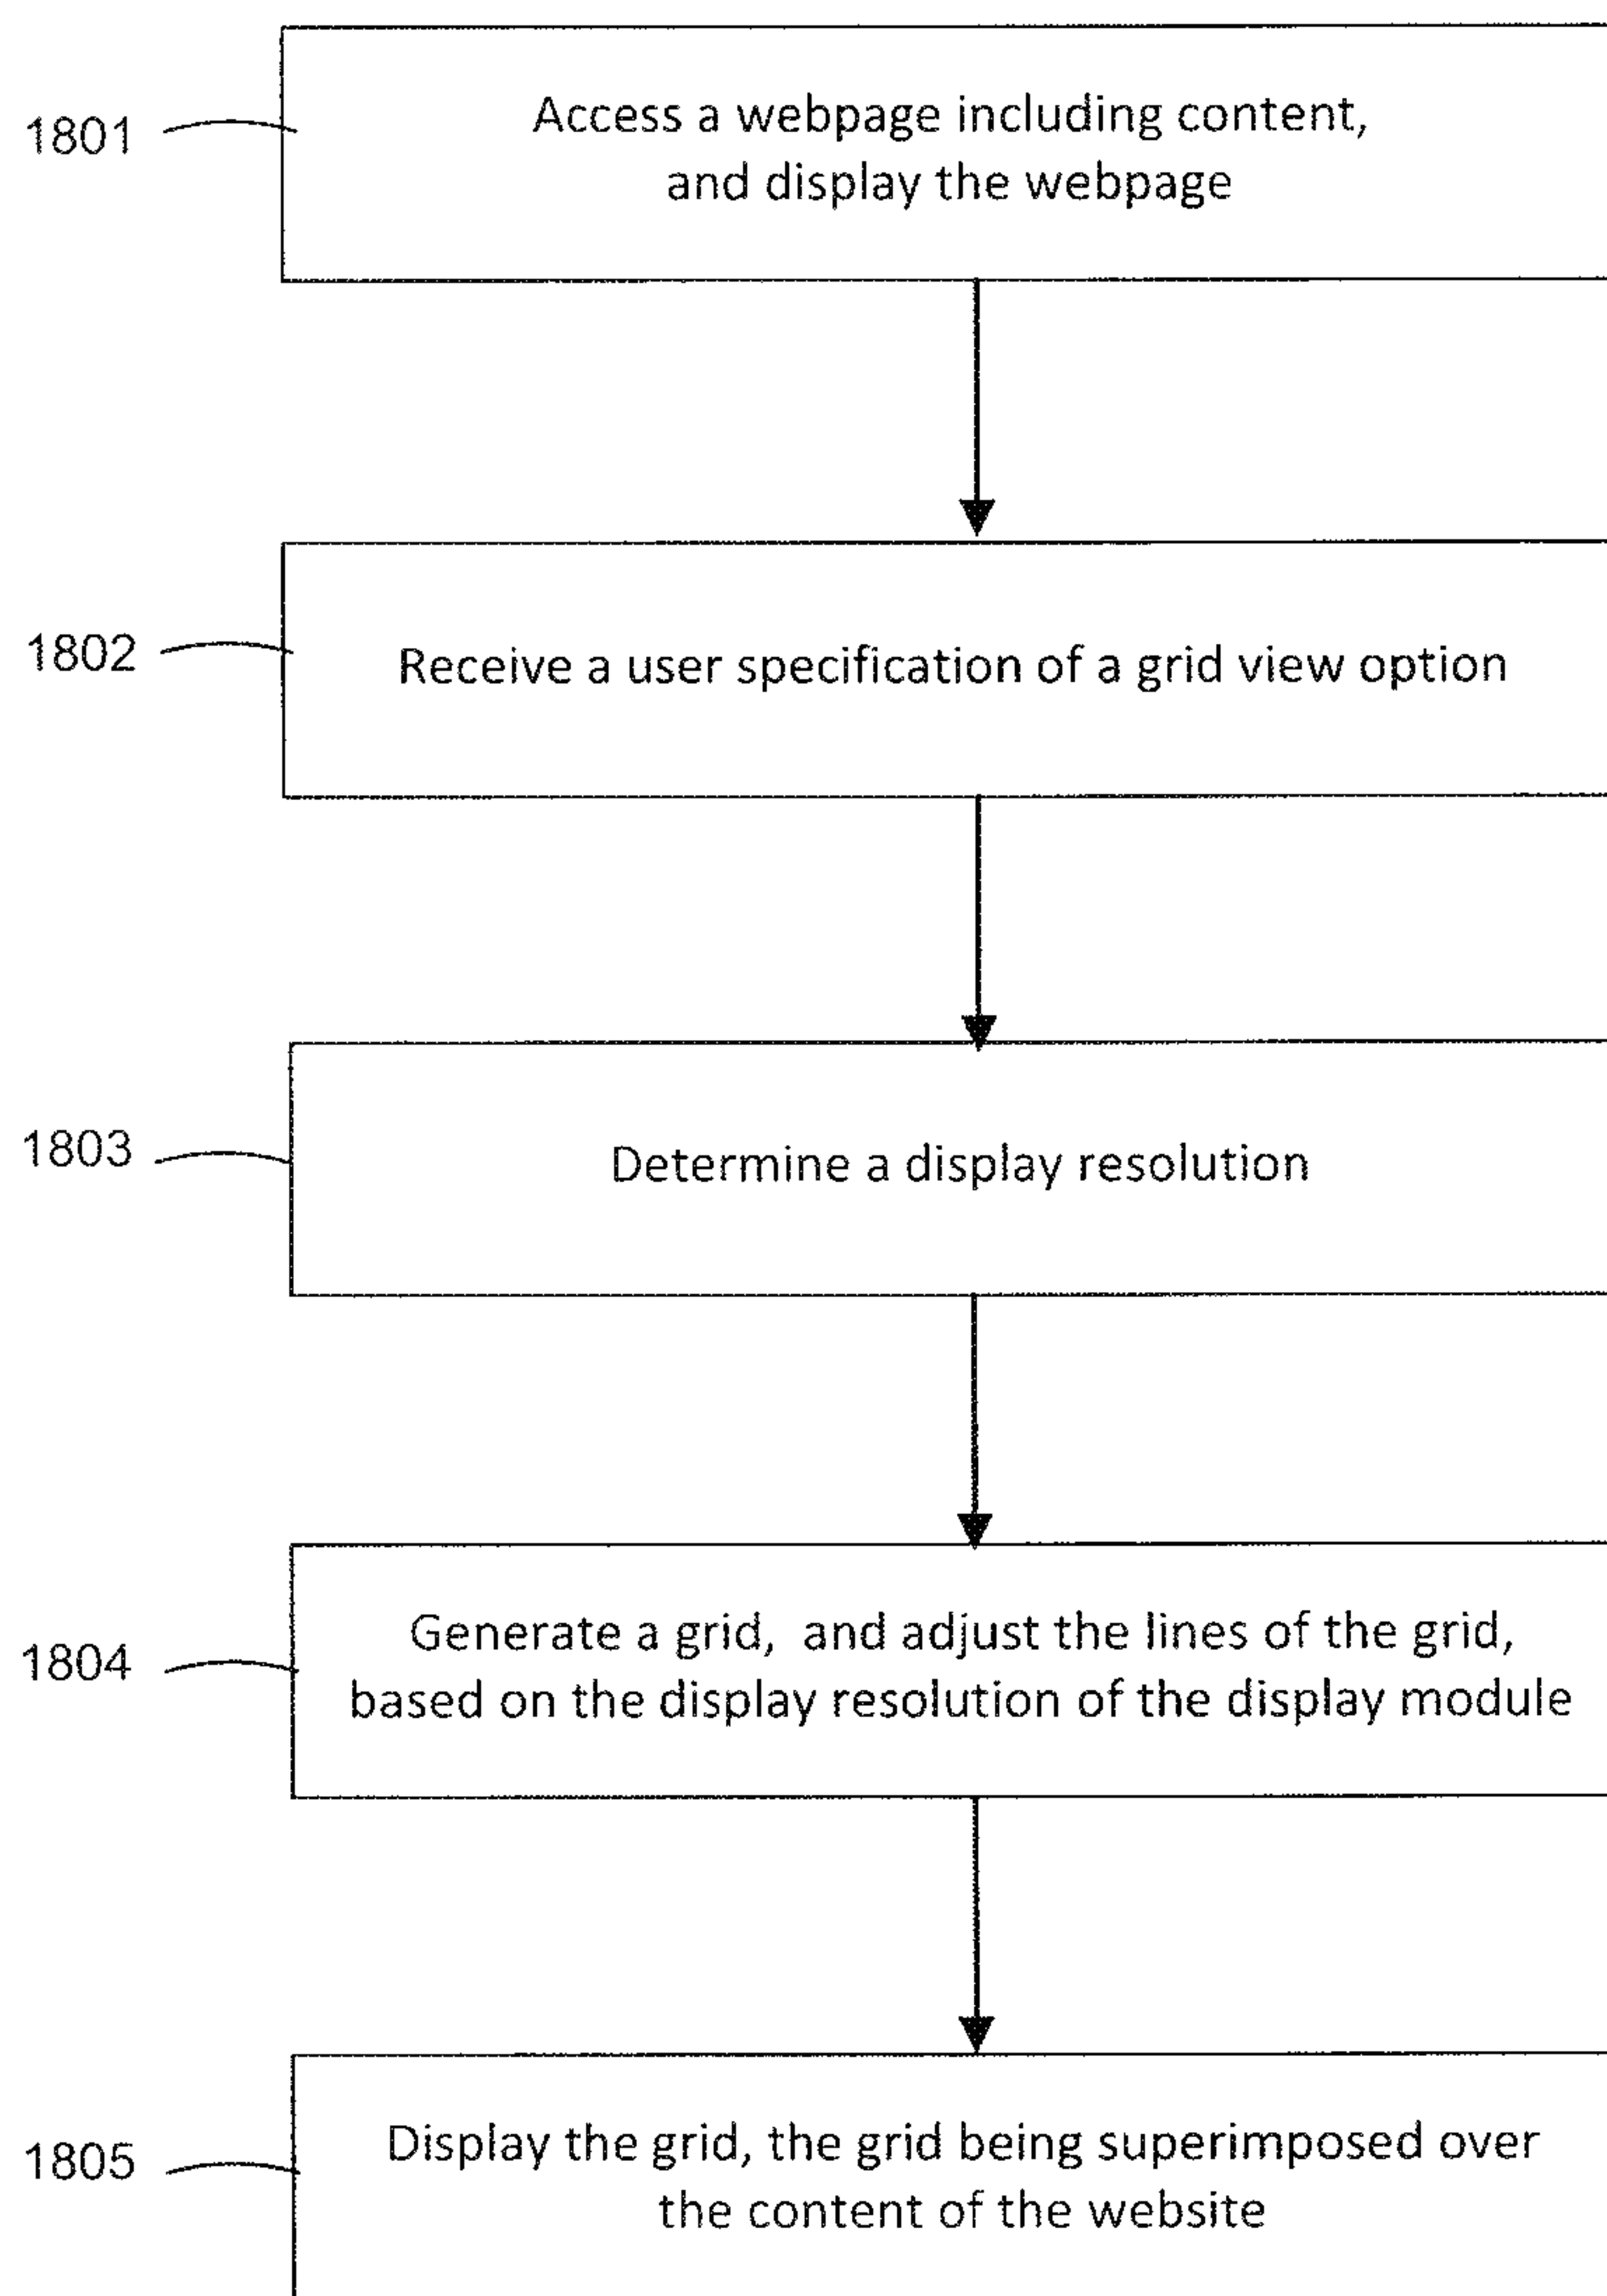 1801
Access a webpage including content,
and display the webpage
1802
Receive a user specification of a grid view option
1803
Determine a display resolution
1804
Generate a grid, and adjust the lines of the grid,
based on the display resolution of the display module
1805
Display the grid, the grid being superimposed over
the content of the website